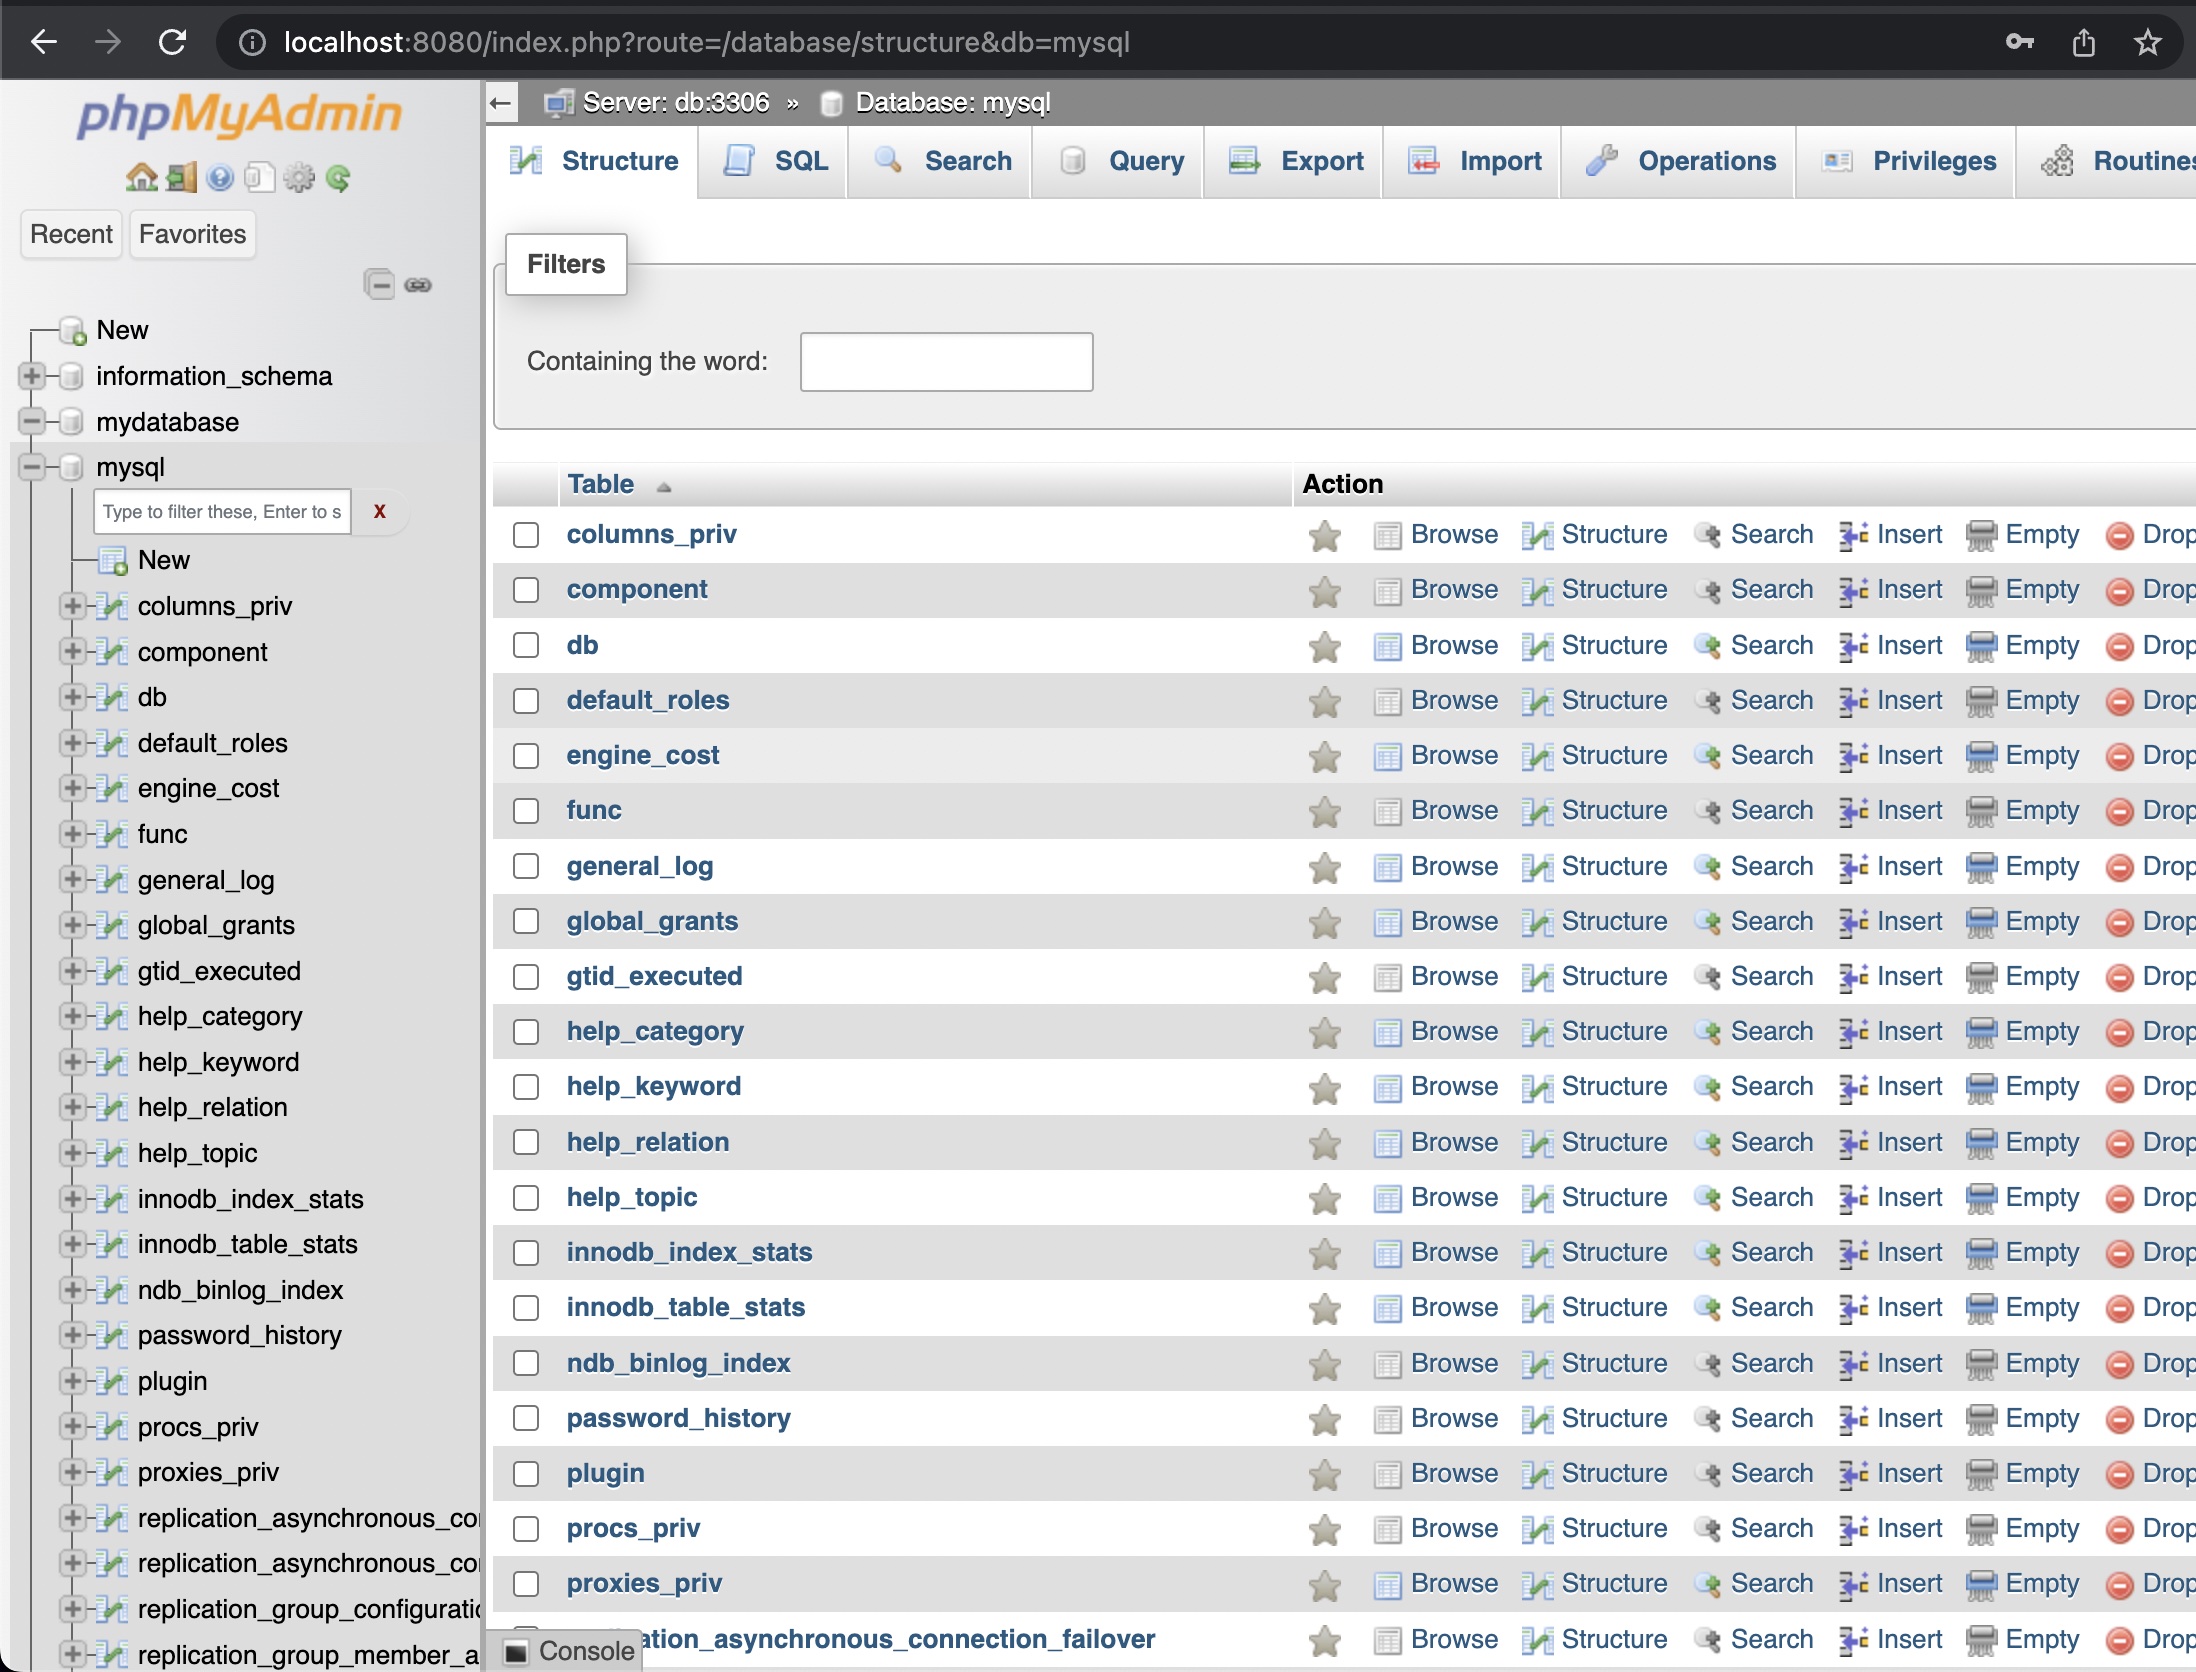 localhost:8080/index.php?route=/database/structure&db=mysql
phpMyAdmin
Recent Favorites
New
information_schema
mydatabase
mysql
Type to filter these, Enter to s X
New
columns_priv
component
db
default_roles
engine_cost
func
general_log
global_grants
gtid_executed
help_category
help_keyword
help_relation
help_topic
innodb_index_stats
innodb_table_stats
ndb_binlog_index
password_history
plugin
procs_priv
proxies_priv
replication_asynchronous_co
replication_asynchronous_co
replication_group_configurati
replication_group_member_a
Server: db:3306 » Database: mysql
Structure SQL Search Query Export Import Operations Privileges Routines
Filters
Containing the word:
Table Action
columns_priv Browse Structure Search Insert Empty Drop
component Browse Structure Search Insert Empty Drop
db Browse Structure Search Insert Empty Drop
default_roles Browse Structure Search Insert Empty Drop
engine_cost Browse Structure Search Insert Empty Drop
func Browse Structure Search Insert Empty Drop
general_log Browse Structure Search Insert Empty Drop
global_grants Browse Structure Search Insert Empty Drop
gtid_executed Browse Structure Search Insert Empty Drop
help_category Browse Structure Search Insert Empty Drop
help_keyword Browse Structure Search Insert Empty Drop
help_relation Browse Structure Search Insert Empty Drop
help_topic Browse Structure Search Insert Empty Drop
innodb_index_stats Browse Structure Search Insert Empty Drop
innodb_table_stats Browse Structure Search Insert Empty Drop
ndb_binlog_index Browse Structure Search Insert Empty Drop
password_history Browse Structure Search Insert Empty Drop
plugin Browse Structure Search Insert Empty Drop
procs_priv Browse Structure Search Insert Empty Drop
proxies_priv Browse Structure Search Insert Empty Drop
ation_asynchronous_connection_failover Browse Structure Search Insert Empty Drop
Console